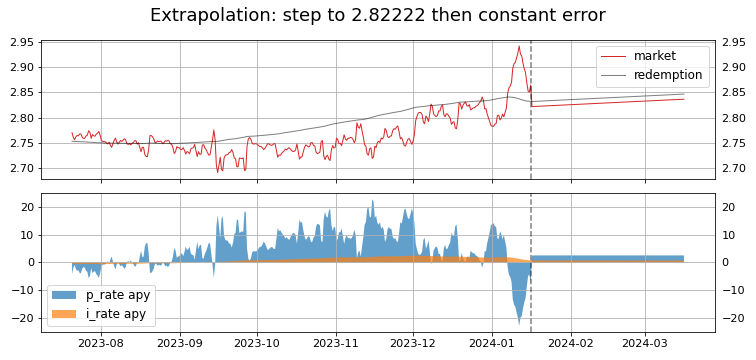 Extrapolation: step to 2.82222 then constant error
2.95 2.95
2.90 2.90
2.85 2.85
2.80 2.80
2.75 2.75
2.70 2.70
market
redemption
20 20
10 10
0 0
−10 −10
−20 −20
p_rate apy
i_rate apy
2023-08 2023-09 2023-10 2023-11 2023-12 2024-01 2024-02 2024-03